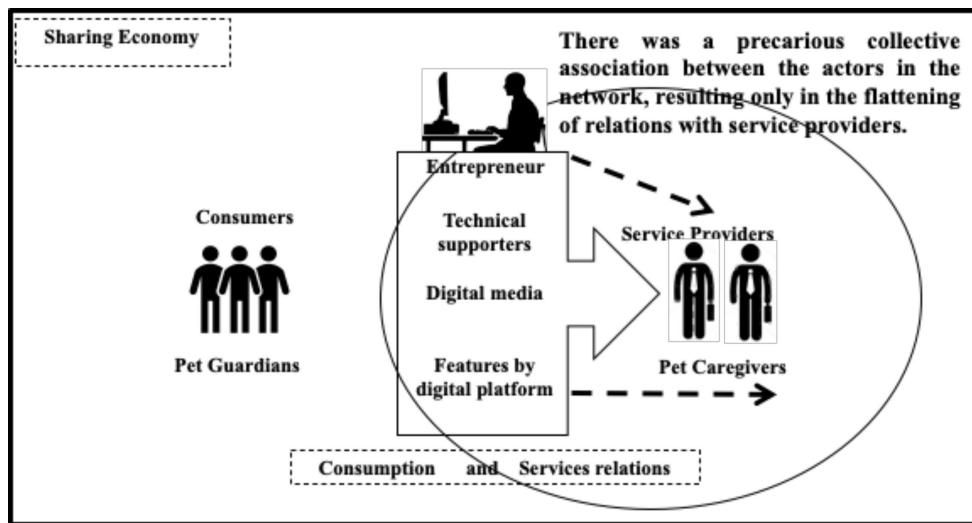 Sharing Economy
There was a precarious collective
association between the actors in the
network, resulting only in the flattening
of relations with service providers.
Entrepreneur
Consumers
Technical
supporters
Service Providers
Digital media
Pet Guardians
Features by
digital platform
Pet Caregivers
Consumption and Services relations